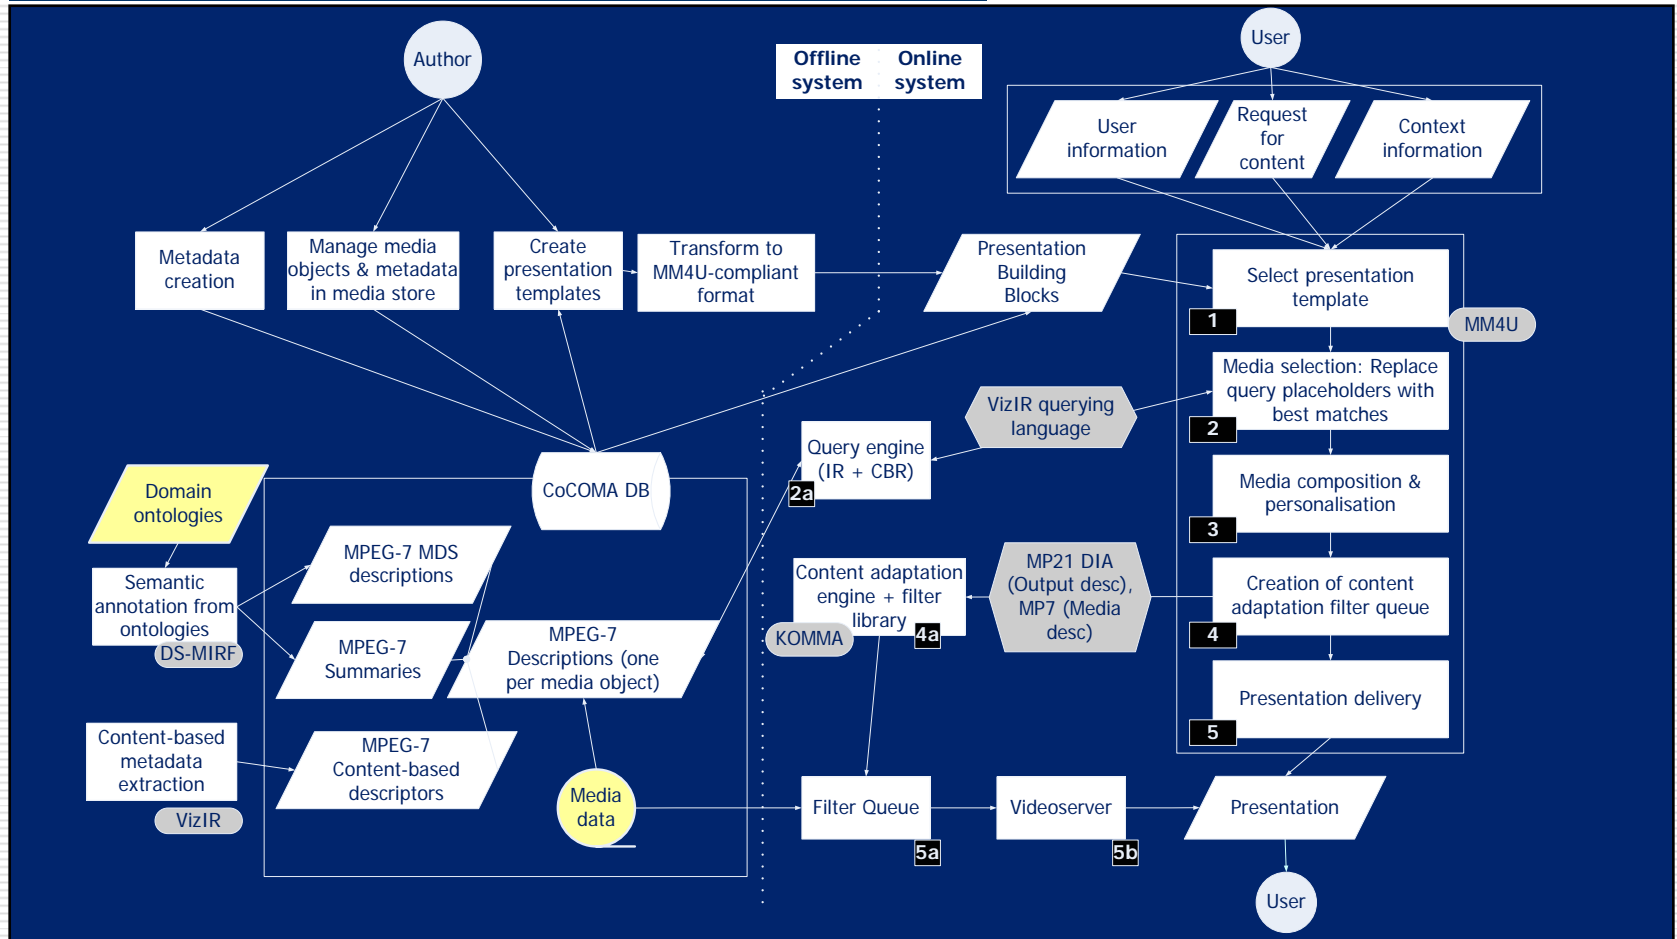 Author
Offline system
Online system
User
User
information
Request
for
content
Context
information
Metadata
creation
Manage media
objects & metadata
in media store
Create
presentation
templates
Transform to
MM4U-compliant
format
Presentation
Building
Blocks
Select presentation
template
1
MM4U
Media selection: Replace
query placeholders with
best matches
2
VizIR querying
language
Query engine
(IR + CBR)
2a
Media composition &
personalisation
3
CoCOMA DB
Domain
ontologies
MPEG-7 MDS
descriptions
Semantic
annotation from
ontologies
DS-MIRF
MPEG-7
Summaries
MPEG-7
Descriptions (one
per media object)
Content adaptation
engine + filter
library
4a
KOMMA
MP21 DIA
(Output desc),
MP7 (Media
desc)
Creation of content
adaptation filter queue
4
Presentation delivery
5
Content-based
metadata
extraction
VizIR
MPEG-7
Content-based
descriptors
Media
data
Filter Queue
5a
Videoserver
5b
Presentation
User